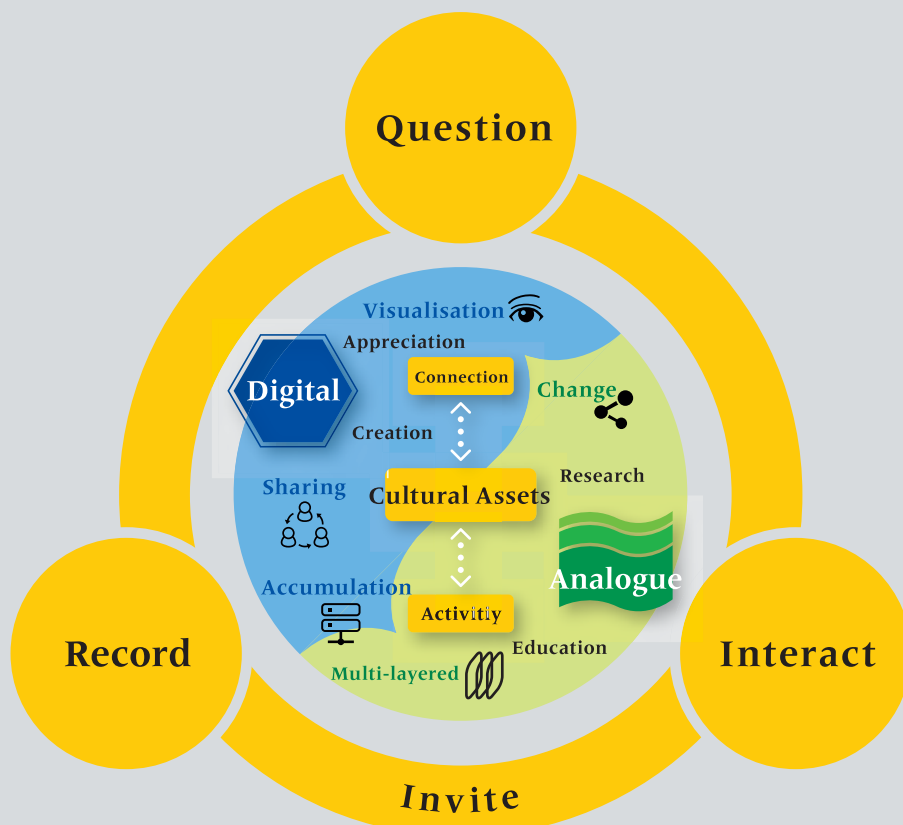 Question
Visualisation
Appreciation
Connection
Digital
Change
Creation
Research
Sharing
Cultural Assets
Analogue
Accumulation
Activitiy
Education
Record
Interact
Multi-layered
Invite